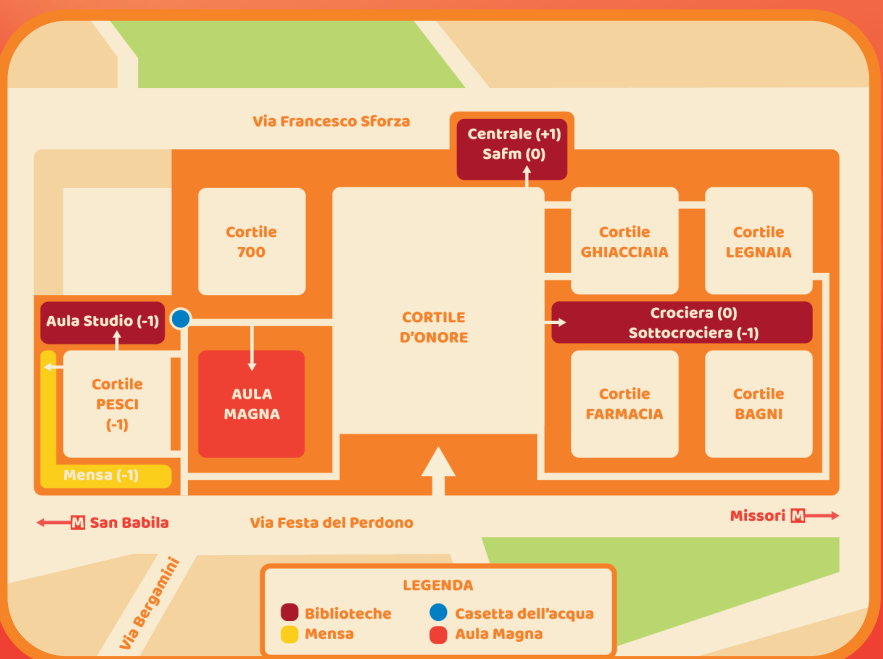 Via Francesco Sforza
Centrale (+1)
Safm (0)
Cortile
700
Cortile
GHIACCIAIA
Cortile
LEGNAIA
CORTILE
D'ONORE
Aula Studio (-1)
Crociera (0)
Sottocrociera (-1)
Cortile
PESCI
(-1)
AULA
MAGNA
Cortile
FARMACIA
Cortile
BAGNI
Mensa (-1)
M San Babila
Via Festa del Perdono
Missori M
Via Bergamini
LEGENDA
Biblioteche
Casetta dell'acqua
Mensa
Aula Magna